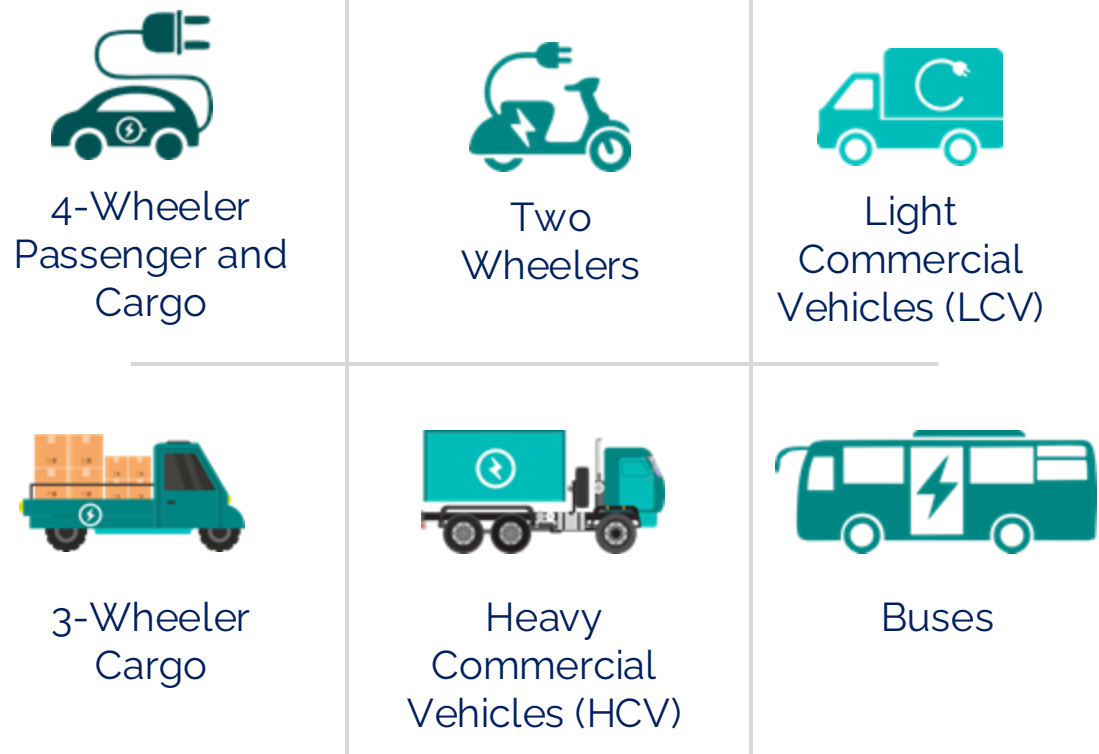 4-Wheeler
Passenger and
Cargo
Two
Wheelers
Light
Commercial
Vehicles (LCV)
3-Wheeler
Cargo
Heavy
Commercial
Vehicles (HCV)
Buses